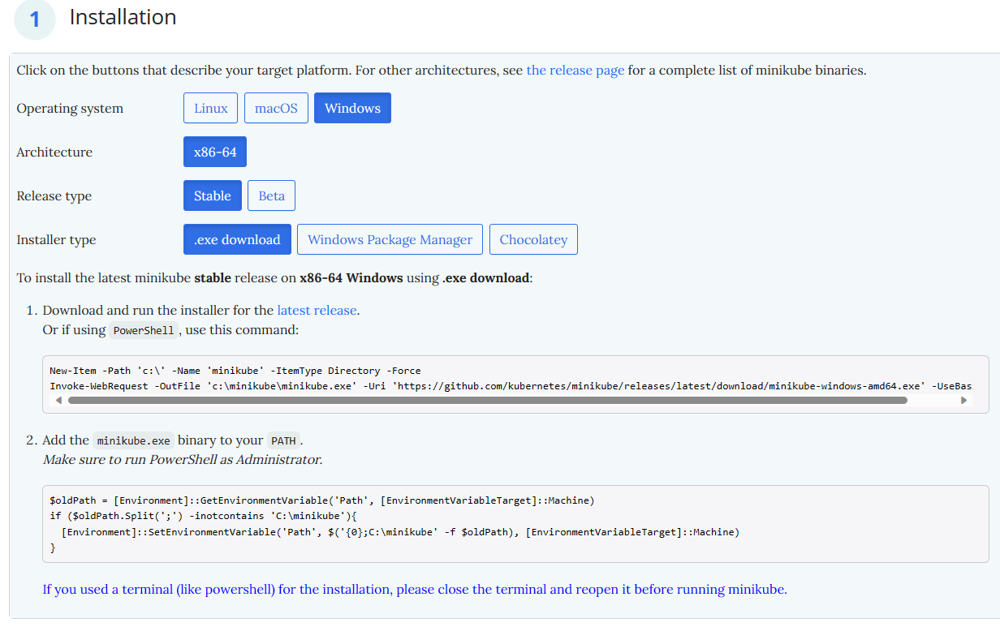 1 Installation
Click on the buttons that describe your target platform. For other architectures, see the release page for a complete list of minikube binaries.
Operating system Linux macOS Windows
Architecture x86-64
Release type Stable Beta
Installer type .exe download Windows Package Manager Chocolatey
To install the latest minikube stable release on x86-64 Windows using .exe download:
1. Download and run the installer for the latest release.
Or if using PowerShell, use this command:
New-Item -Path 'c:\' -Name 'minikube' -ItemType Directory -Force
Invoke-WebRequest -OutFile 'c:\minikube\minikube.exe' -Uri 'https://github.com/kubernetes/minikube/releases/latest/download/minikube-windows-amd64.exe' -UseBas
2. Add the minikube.exe binary to your PATH.
Make sure to run PowerShell as Administrator.
$oldPath = [Environment]::GetEnvironmentVariable('Path', [EnvironmentVariableTarget]::Machine)
if ($oldPath.Split(';') -inotcontains 'C:\minikube'){
  [Environment]::SetEnvironmentVariable('Path', $('{0};C:\minikube' -f $oldPath), [EnvironmentVariableTarget]::Machine)
}
If you used a terminal (like powershell) for the installation, please close the terminal and reopen it before running minikube.